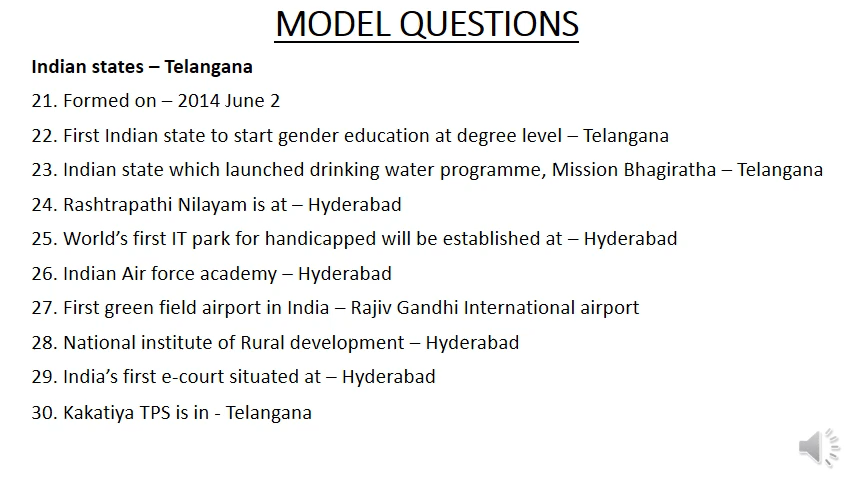 MODEL QUESTIONS
Indian states – Telangana
21. Formed on – 2014 June 2
22. First Indian state to start gender education at degree level – Telangana
23. Indian state which launched drinking water programme, Mission Bhagiratha – Telangana
24. Rashtrapathi Nilayam is at – Hyderabad
25. World’s first IT park for handicapped will be established at – Hyderabad
26. Indian Air force academy – Hyderabad
27. First green field airport in India – Rajiv Gandhi International airport
28. National institute of Rural development – Hyderabad
29. India’s first e-court situated at – Hyderabad
30. Kakatiya TPS is in - Telangana